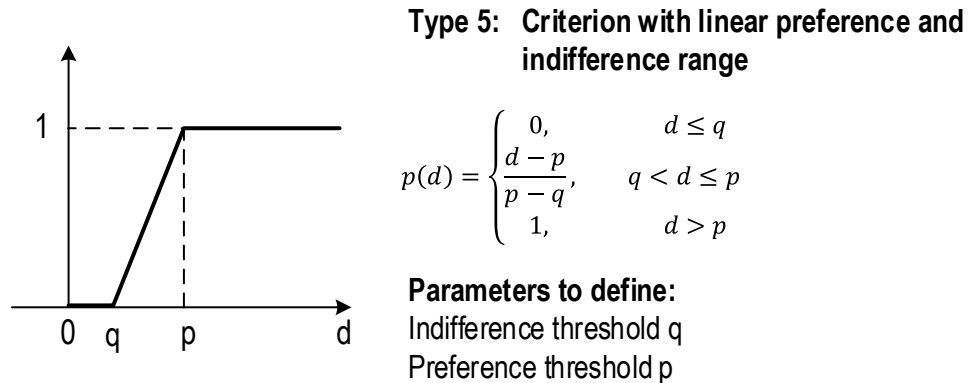 Type 5: Criterion with linear preference and
indifference range
1
0 q p d
p(d) = { 0, d ≤ q
(d − p)/(p − q), q < d ≤ p
1, d > p
Parameters to define:
Indifference threshold q
Preference threshold p